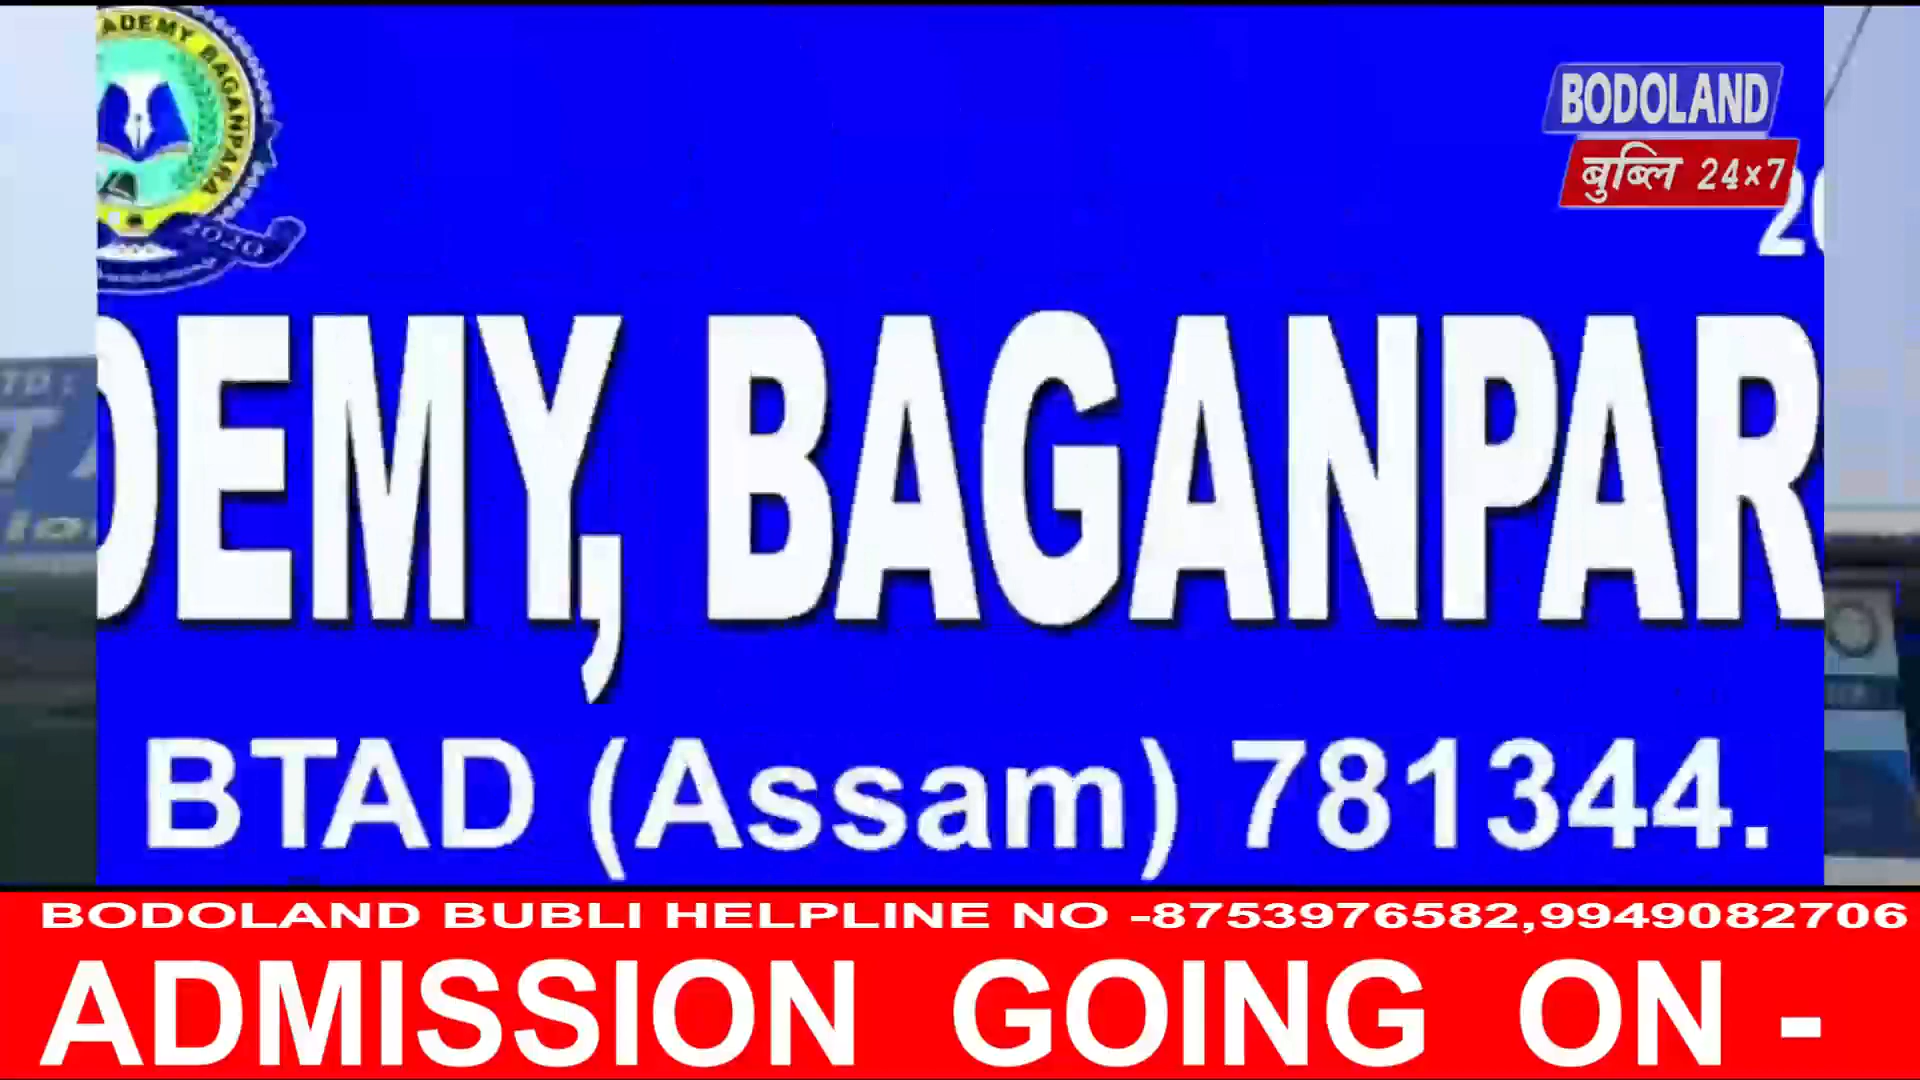 ADEMY BAGANPARA
2020
BODOLAND
बुब्लि 24×7
20
DEMY, BAGANPAR
BTAD (Assam) 781344.
BODOLAND BUBLI HELPLINE NO -8753976582,9949082706
ADMISSION GOING ON -